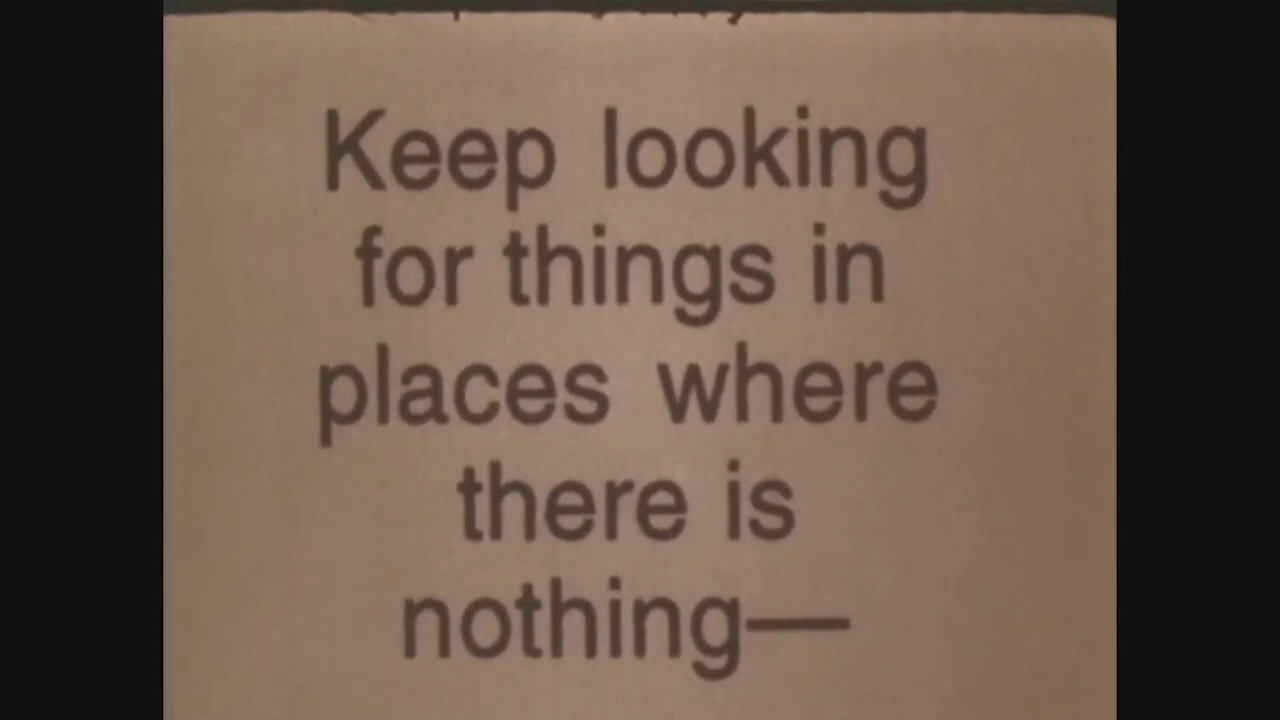 Keep looking
for things in
places where
there is
nothing—